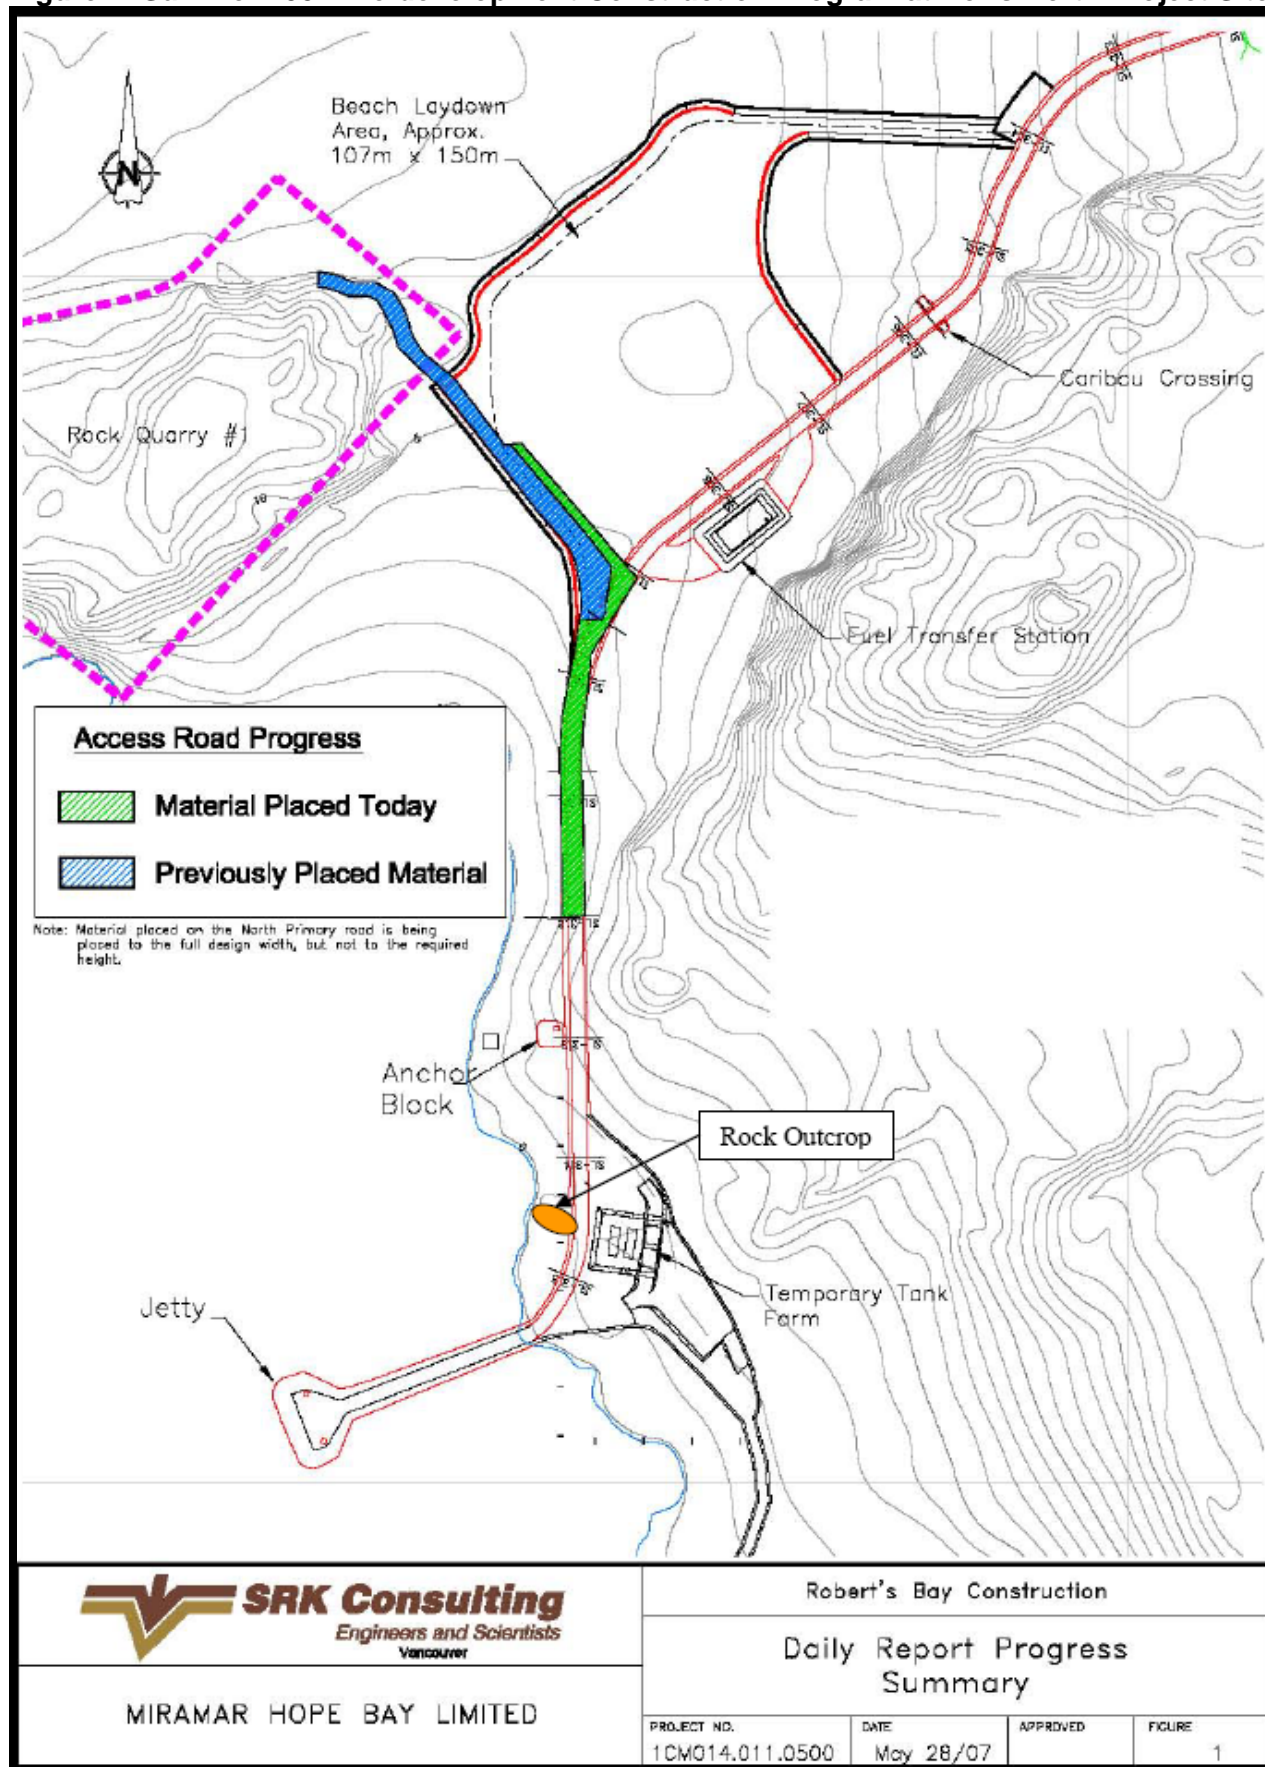 Beach Laydown
Area, Approx.
107m x 150m
N
Caribou Crossing
Rock Quarry #1
Fuel Transfer Station
Access Road Progress
Material Placed Today
Previously Placed Material
Note: Material placed on the North Primary road is being
placed to the full design width, but not to the required
height.
Anchor
Block
Rock Outcrop
Jetty
Temporary Tank
Farm
SRK Consulting
Engineers and Scientists
Vancouver
MIRAMAR HOPE BAY LIMITED
Robert's Bay Construction
Daily Report Progress
Summary
PROJECT NO.
1CM014.011.0500
DATE
May 28/07
APPROVED
FIGURE
1